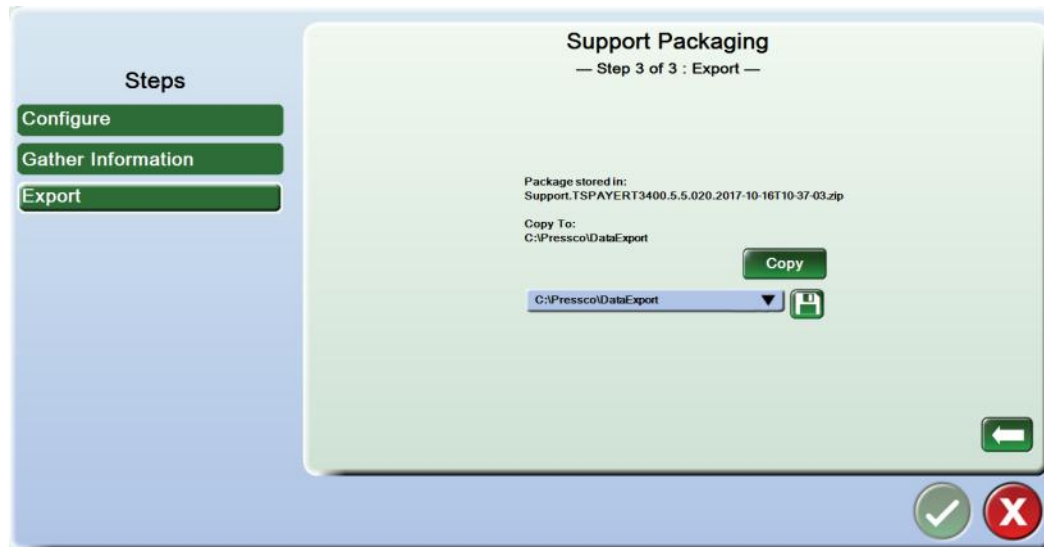 Steps
Configure
Gather Information
Export
Support Packaging
— Step 3 of 3 : Export —
Package stored in:
Support.TSPAYERT3400.5.5.020.2017-10-16T10-37-03.zip
Copy To:
C:\Pressco\DataExport
Copy
C:\Pressco\DataExport
X